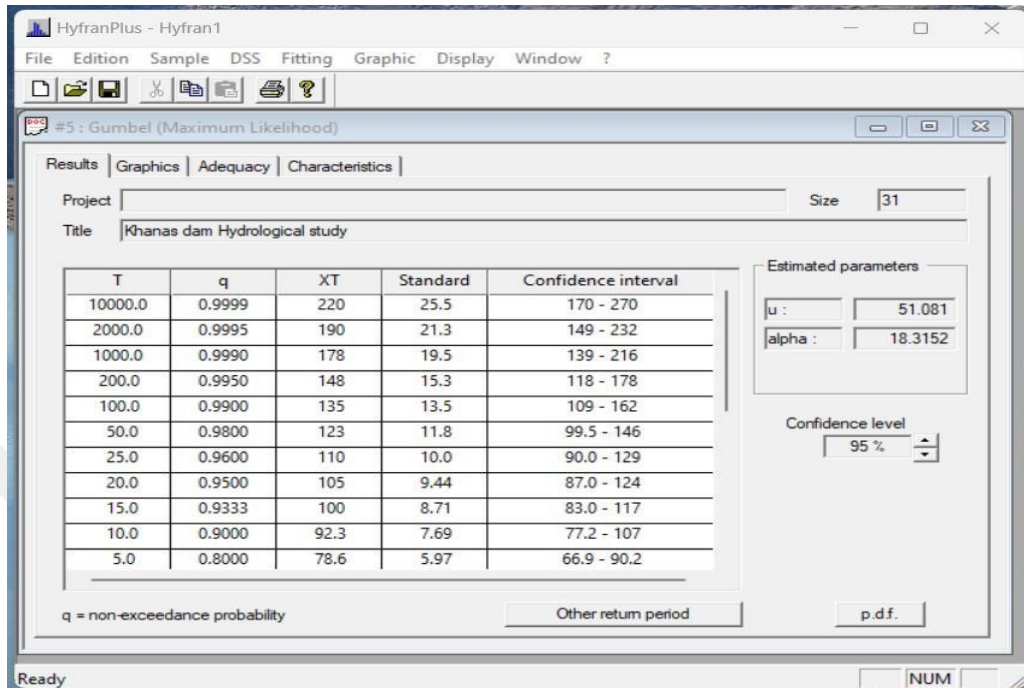 HyfranPlus - Hyfran1
File Edition Sample DSS Fitting Graphic Display Window ?
#5 : Gumbel (Maximum Likelihood)
Results Graphics Adequacy Characteristics
Project Size 31
Title Khanas dam Hydrological study
T q XT Standard Confidence interval
10000.0 0.9999 220 25.5 170 - 270
2000.0 0.9995 190 21.3 149 - 232
1000.0 0.9990 178 19.5 139 - 216
200.0 0.9950 148 15.3 118 - 178
100.0 0.9900 135 13.5 109 - 162
50.0 0.9800 123 11.8 99.5 - 146
25.0 0.9600 110 10.0 90.0 - 129
20.0 0.9500 105 9.44 87.0 - 124
15.0 0.9333 100 8.71 83.0 - 117
10.0 0.9000 92.3 7.69 77.2 - 107
5.0 0.8000 78.6 5.97 66.9 - 90.2
Estimated parameters
u : 51.081
alpha : 18.3152
Confidence level
95 %
q = non-exceedance probability
Other return period
p.d.f.
Ready
NUM